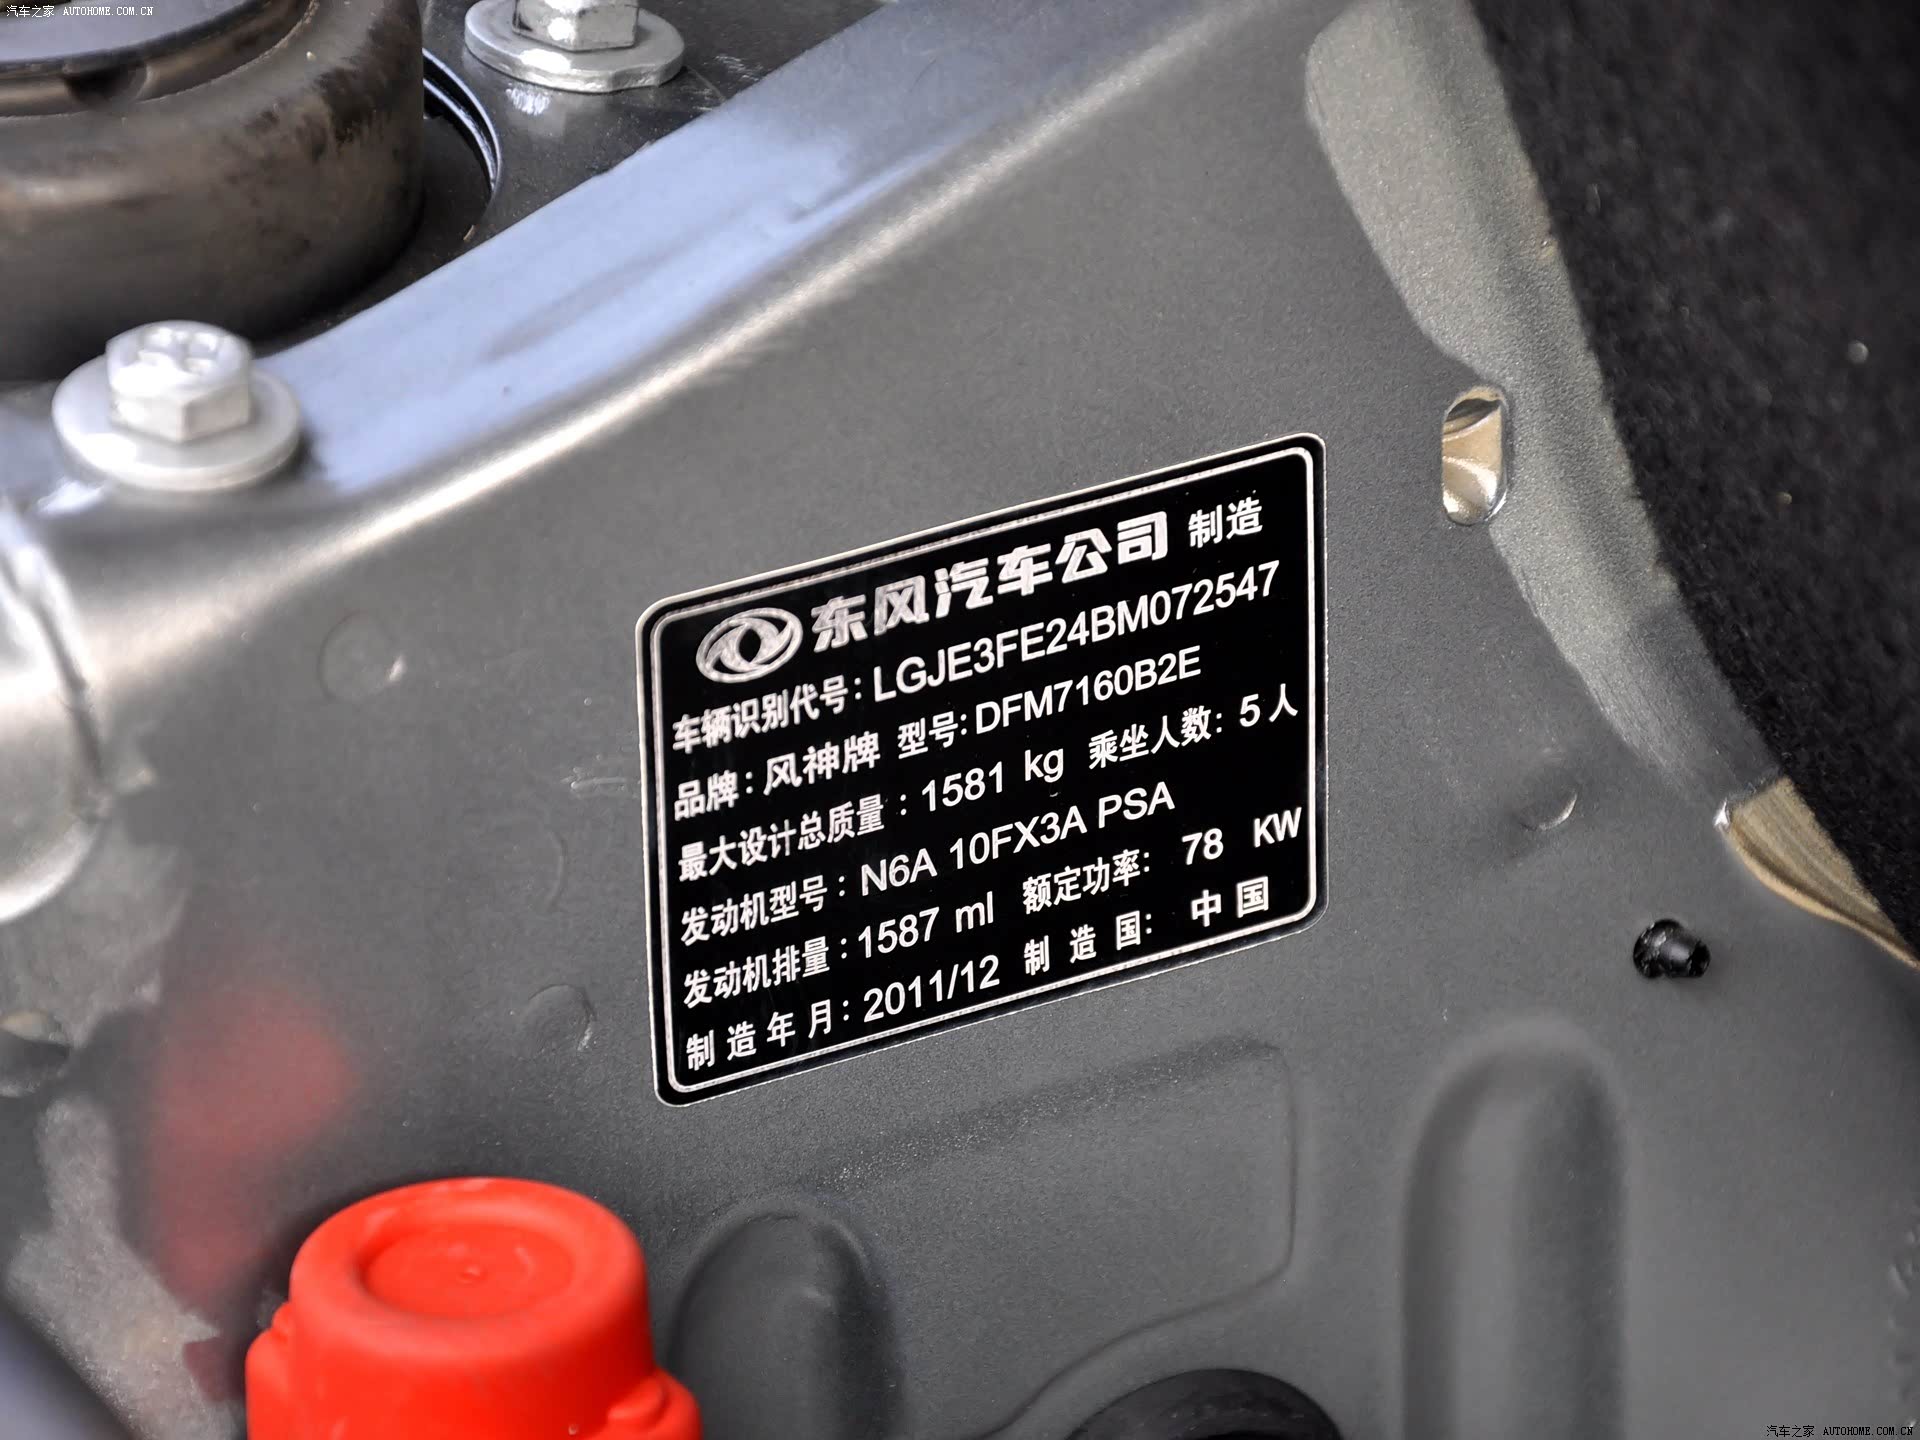 汽车之家 AUTOHOME.COM.CN
东风汽车公司 制造
车辆识别代号：LGJE3FE24BM072547
品牌：风神牌 型号：DFM7160B2E
最大设计总质量：1581 kg 乘坐人数：5人
发动机型号：N6A 10FX3A PSA
发动机排量：1587 ml 额定功率：78 KW
制造年月：2011/12 制造国：中国
汽车之家 AUTOHOME.COM.CN